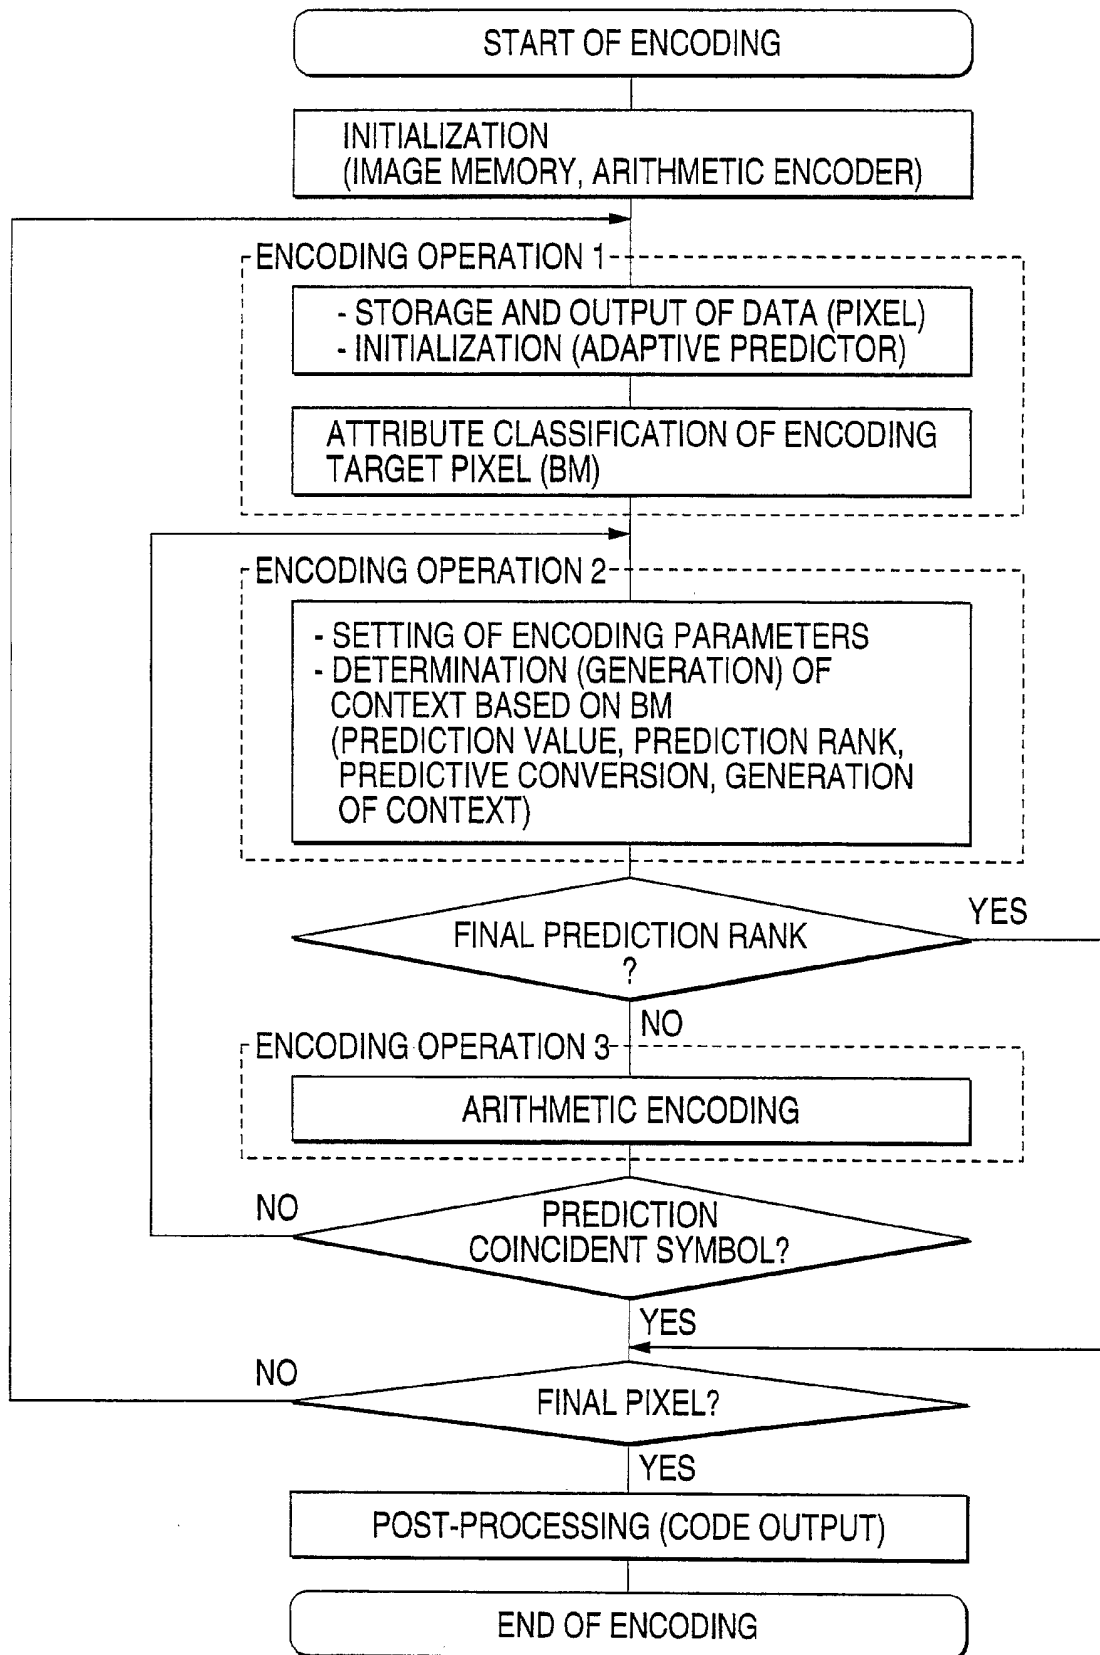 START OF ENCODING
INITIALIZATION
(IMAGE MEMORY, ARITHMETIC ENCODER)
ENCODING OPERATION 1
- STORAGE AND OUTPUT OF DATA (PIXEL)
- INITIALIZATION (ADAPTIVE PREDICTOR)
ATTRIBUTE CLASSIFICATION OF ENCODING
TARGET PIXEL (BM)
ENCODING OPERATION 2
- SETTING OF ENCODING PARAMETERS
- DETERMINATION (GENERATION) OF
CONTEXT BASED ON BM
(PREDICTION VALUE, PREDICTION RANK,
PREDICTIVE CONVERSION, GENERATION
OF CONTEXT)
YES
FINAL PREDICTION RANK
?
NO
ENCODING OPERATION 3
ARITHMETIC ENCODING
NO
PREDICTION
COINCIDENT SYMBOL?
YES
NO
FINAL PIXEL?
YES
POST-PROCESSING (CODE OUTPUT)
END OF ENCODING